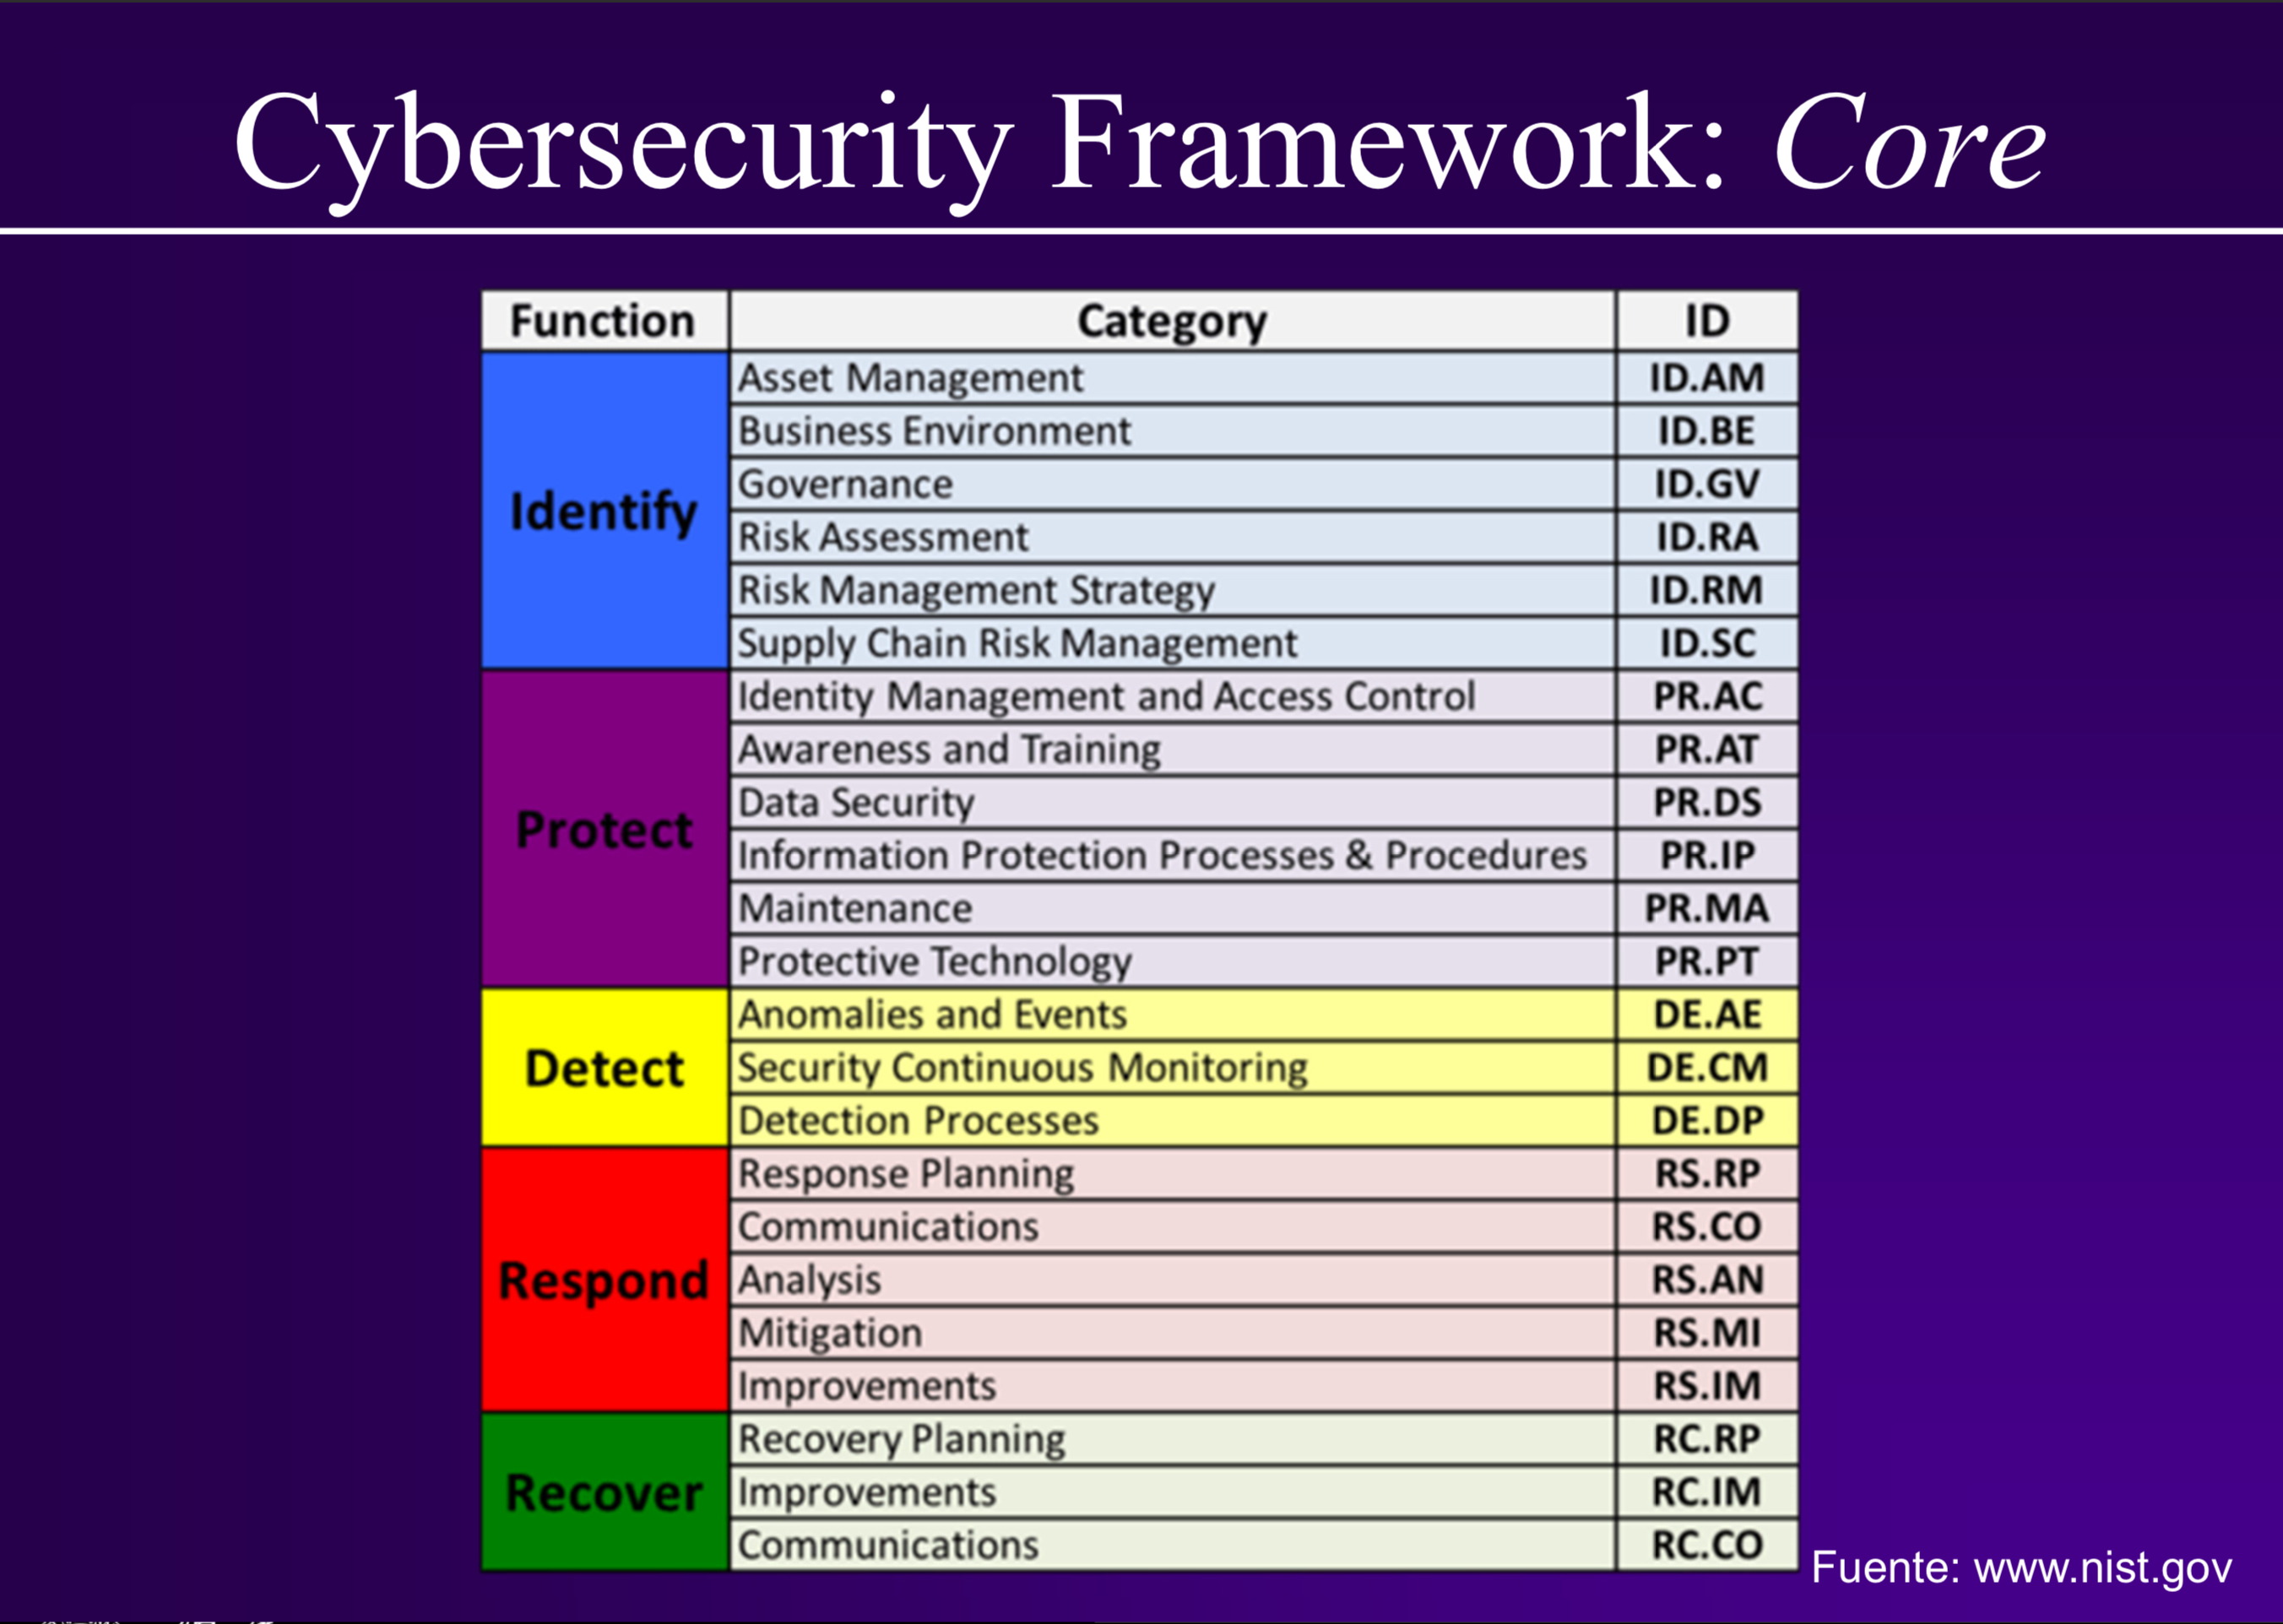 Cybersecurity Framework: Core
Function Category ID
Identify
Asset Management ID.AM
Business Environment ID.BE
Governance ID.GV
Risk Assessment ID.RA
Risk Management Strategy ID.RM
Supply Chain Risk Management ID.SC
Protect
Identity Management and Access Control PR.AC
Awareness and Training PR.AT
Data Security PR.DS
Information Protection Processes & Procedures PR.IP
Maintenance PR.MA
Protective Technology PR.PT
Detect
Anomalies and Events DE.AE
Security Continuous Monitoring DE.CM
Detection Processes DE.DP
Respond
Response Planning RS.RP
Communications RS.CO
Analysis RS.AN
Mitigation RS.MI
Improvements RS.IM
Recover
Recovery Planning RC.RP
Improvements RC.IM
Communications RC.CO
Fuente: www.nist.gov